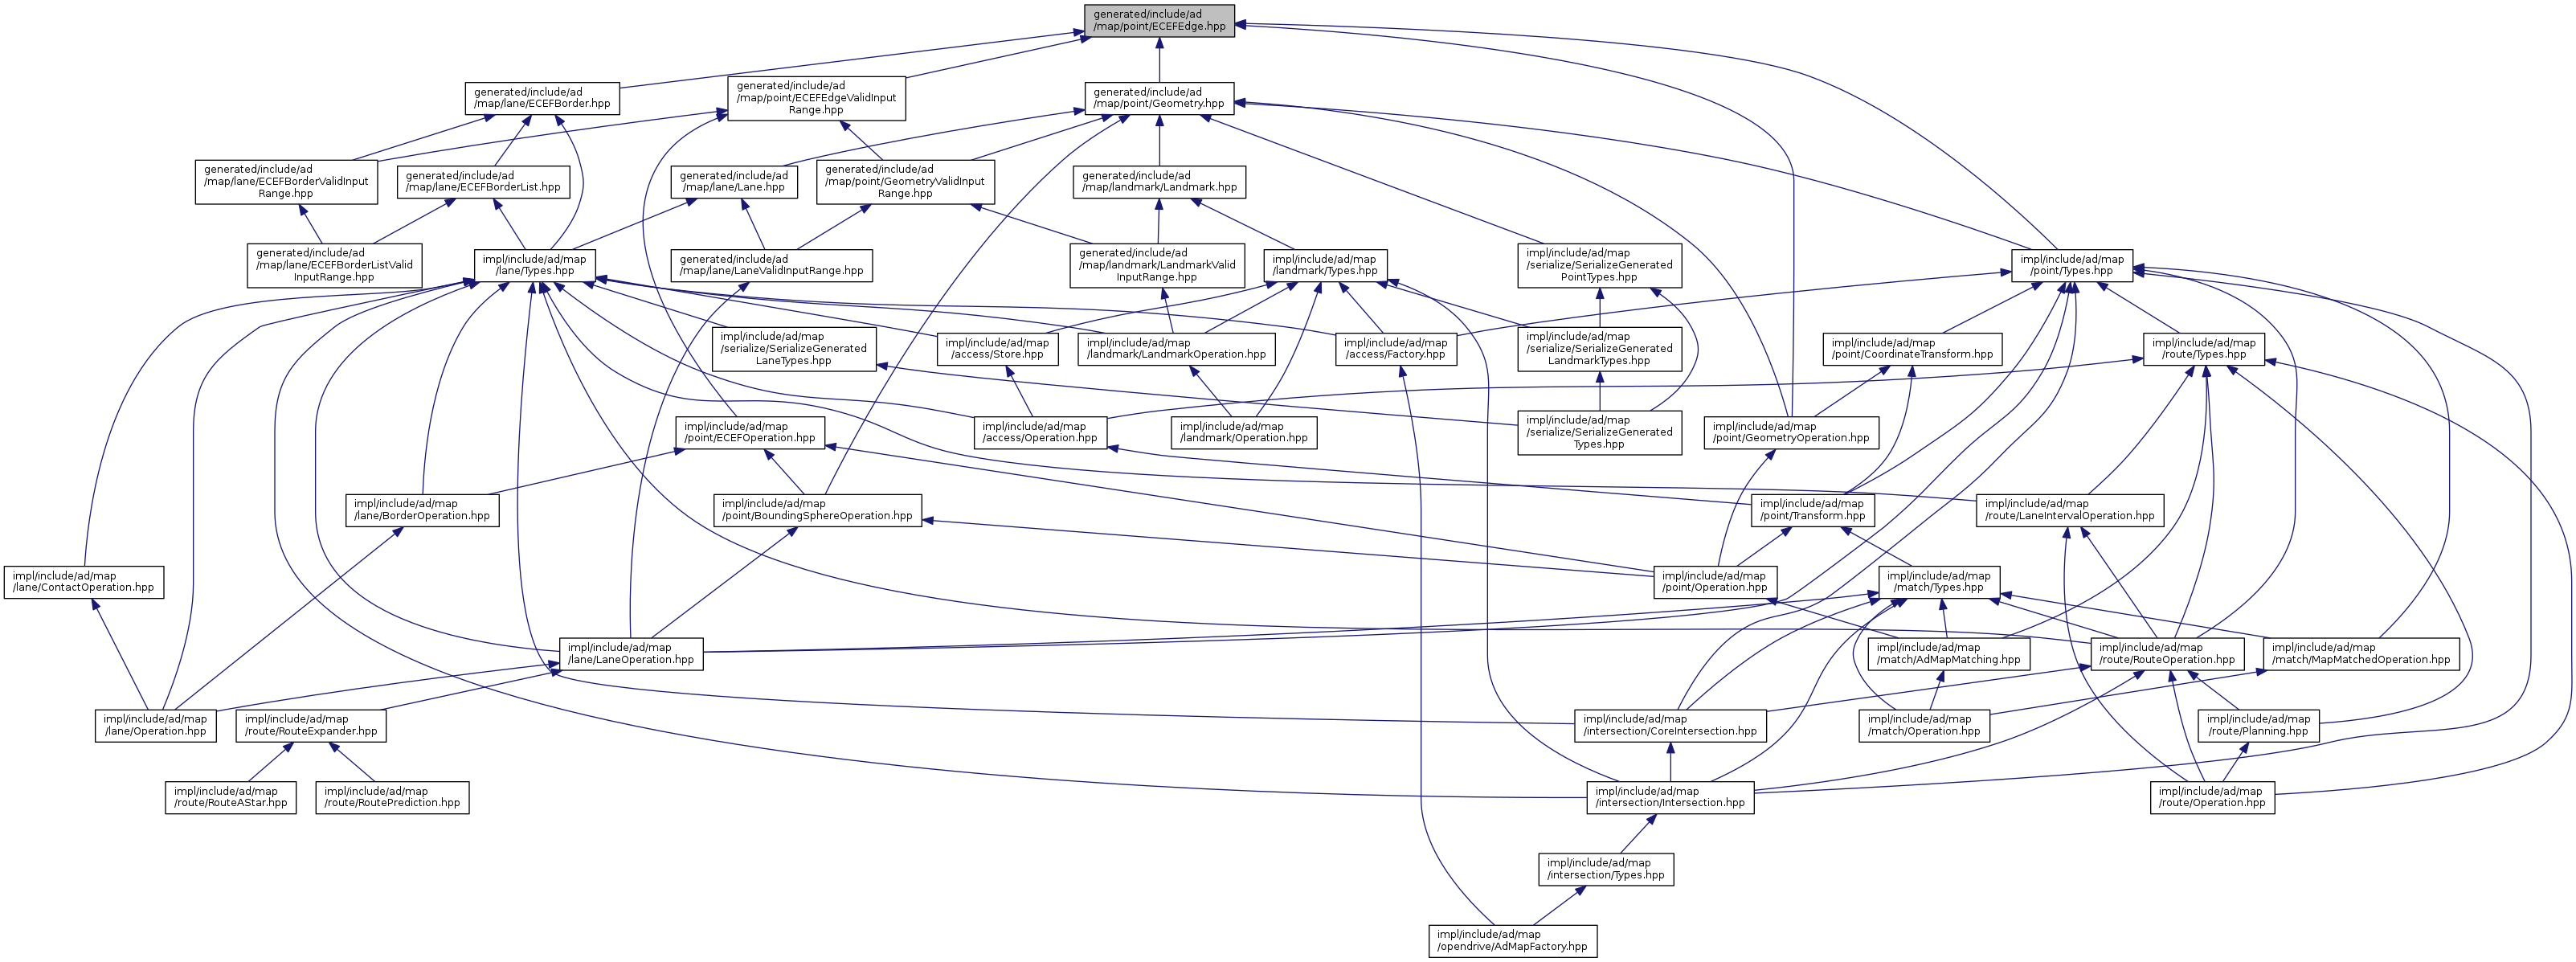 generated/include/ad
/map/point/ECEFEdge.hpp
generated/include/ad
/map/lane/ECEFBorder.hpp
generated/include/ad
/map/point/ECEFEdgeValidInput
Range.hpp
generated/include/ad
/map/point/Geometry.hpp
generated/include/ad
/map/lane/ECEFBorderValidInput
Range.hpp
generated/include/ad
/map/lane/ECEFBorderList.hpp
generated/include/ad
/map/lane/Lane.hpp
generated/include/ad
/map/point/GeometryValidInput
Range.hpp
generated/include/ad
/map/landmark/Landmark.hpp
generated/include/ad
/map/lane/ECEFBorderListValid
InputRange.hpp
impl/include/ad/map
/lane/Types.hpp
generated/include/ad
/map/lane/LaneValidInputRange.hpp
generated/include/ad
/map/landmark/LandmarkValid
InputRange.hpp
impl/include/ad/map
/landmark/Types.hpp
impl/include/ad/map
/serialize/SerializeGenerated
PointTypes.hpp
impl/include/ad/map
/point/Types.hpp
impl/include/ad/map
/serialize/SerializeGenerated
LaneTypes.hpp
impl/include/ad/map
/access/Store.hpp
impl/include/ad/map
/landmark/LandmarkOperation.hpp
impl/include/ad/map
/access/Factory.hpp
impl/include/ad/map
/serialize/SerializeGenerated
LandmarkTypes.hpp
impl/include/ad/map
/point/CoordinateTransform.hpp
impl/include/ad/map
/route/Types.hpp
impl/include/ad/map
/point/ECEFOperation.hpp
impl/include/ad/map
/access/Operation.hpp
impl/include/ad/map
/landmark/Operation.hpp
impl/include/ad/map
/serialize/SerializeGenerated
Types.hpp
impl/include/ad/map
/point/GeometryOperation.hpp
impl/include/ad/map
/lane/BorderOperation.hpp
impl/include/ad/map
/point/BoundingSphereOperation.hpp
impl/include/ad/map
/point/Transform.hpp
impl/include/ad/map
/route/LaneIntervalOperation.hpp
impl/include/ad/map
/lane/ContactOperation.hpp
impl/include/ad/map
/point/Operation.hpp
impl/include/ad/map
/match/Types.hpp
impl/include/ad/map
/lane/LaneOperation.hpp
impl/include/ad/map
/match/AdMapMatching.hpp
impl/include/ad/map
/route/RouteOperation.hpp
impl/include/ad/map
/match/MapMatchedOperation.hpp
impl/include/ad/map
/lane/Operation.hpp
impl/include/ad/map
/route/RouteExpander.hpp
impl/include/ad/map
/intersection/CoreIntersection.hpp
impl/include/ad/map
/match/Operation.hpp
impl/include/ad/map
/route/Planning.hpp
impl/include/ad/map
/route/RouteAStar.hpp
impl/include/ad/map
/route/RoutePrediction.hpp
impl/include/ad/map
/intersection/Intersection.hpp
impl/include/ad/map
/route/Operation.hpp
impl/include/ad/map
/intersection/Types.hpp
impl/include/ad/map
/opendrive/AdMapFactory.hpp